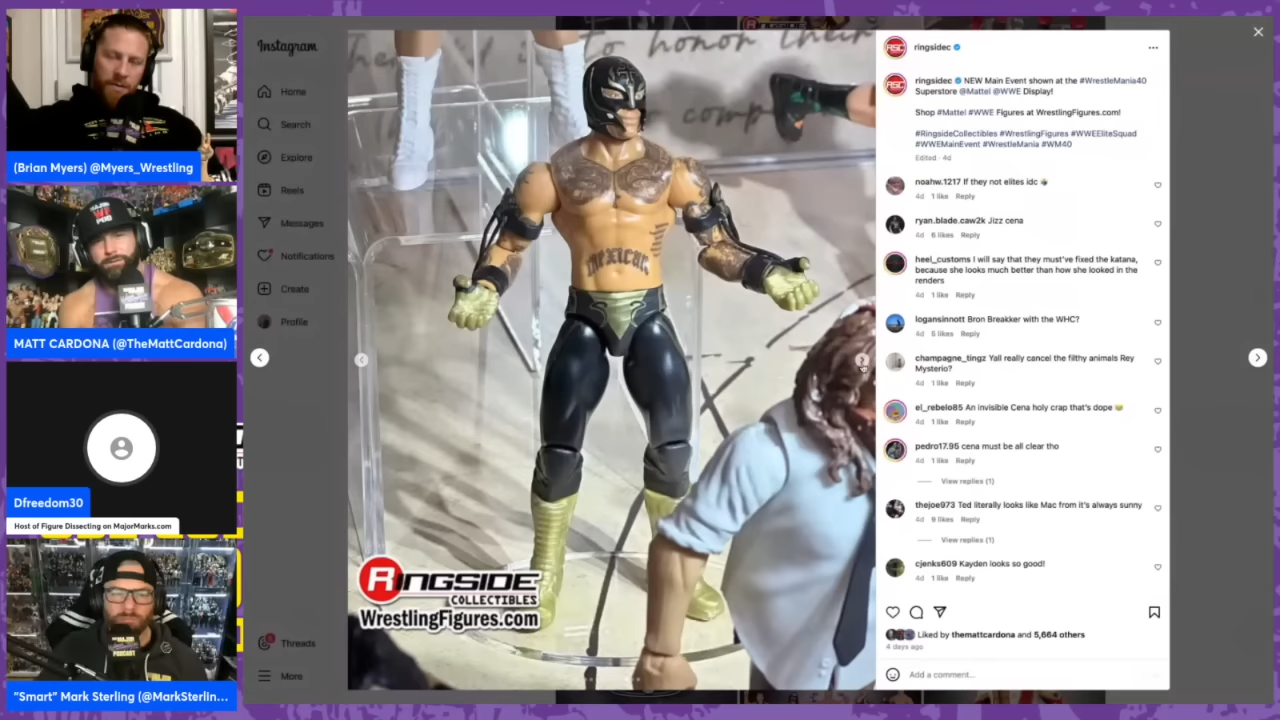 (Brian Myers) @Myers_Wrestling
MATT CARDONA (@TheMattCardona)
Dfreedom30
Host of Figure Dissecting on MajorMarks.com
"Smart" Mark Sterling (@MarkSterlin...
Instagram
Home
Search
Explore
Reels
Messages
Notifications
Create
Profile
Threads
More
to honor their
comp
mexican
RINGSIDE
COLLECTIBLES
WrestlingFigures.com
RSC
ringsidec
RSC
ringsidec NEW Main Event shown at the #WrestleMania40
Superstore @Mattel @WWE Display!
Shop #Mattel #WWE Figures at WrestlingFigures.com!
#RingsideCollectibles #WrestlingFigures #WWEEliteSquad
#WWEMainEvent #WrestleMania #WM40
Edited · 4d
noahw.1217 If they not elites idc
4d 1 like Reply
ryan.blade.caw2k Jizz cena
4d 6 likes Reply
heel_customs I will say that they must've fixed the katana,
because she looks much better than how she looked in the
renders
4d 1 like Reply
logansinnott Bron Breakker with the WHC?
4d 5 likes Reply
champagne_tingz Yall really cancel the filthy animals Rey
Mysterio?
4d 1 like Reply
el_rebelo85 An invisible Cena holy crap that's dope
4d 1 like Reply
pedro17.95 cena must be all clear tho
4d 1 like Reply
View replies (1)
thejoe973 Ted literally looks like Mac from it's always sunny
4d 9 likes Reply
View replies (1)
cjenks609 Kayden looks so good!
4d 1 like Reply
Liked by themattcardona and 5,664 others
4 days ago
Add a comment...